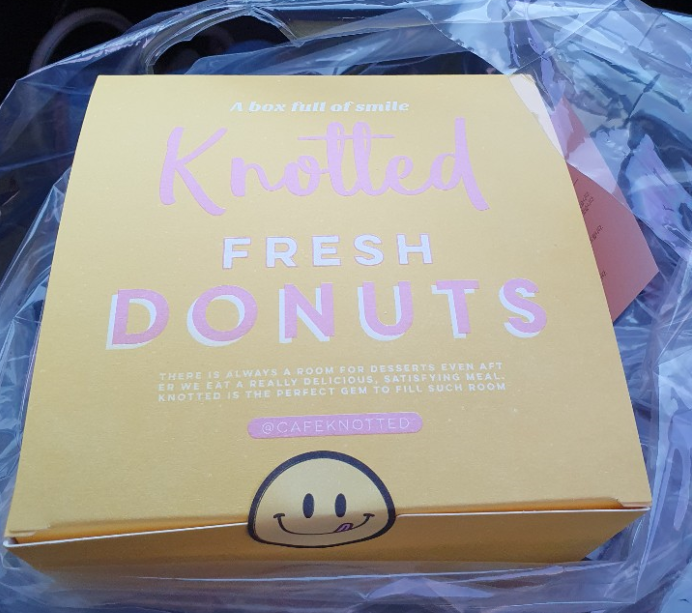 A box full of smile
Knotted
FRESH
DONUTS
THERE IS ALWAYS A ROOM FOR DESSERTS EVEN AFT
ER WE EAT A REALLY DELICIOUS, SATISFYING MEAL.
KNOTTED IS THE PERFECT GEM TO FILL SUCH ROOM
@CAFEKNOTTED